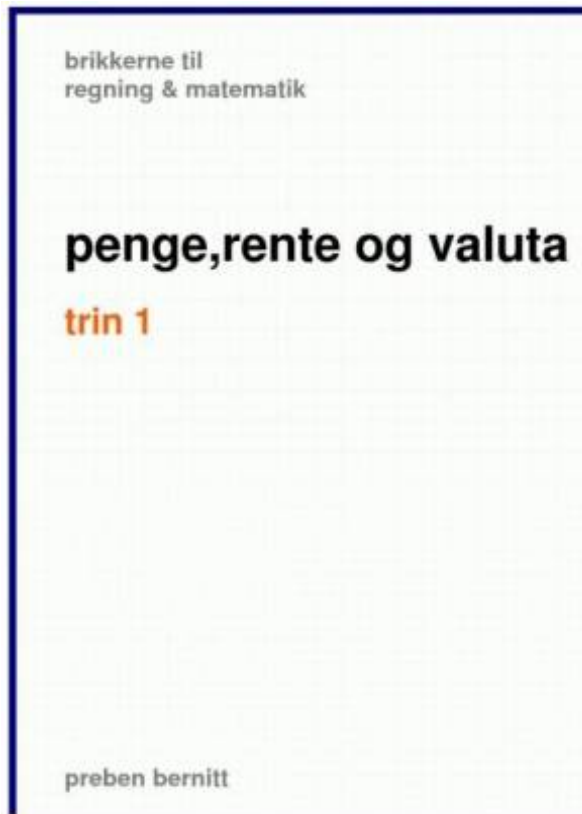 brikkerne til
regning & matematik
penge,rente og valuta
trin 1
preben bernitt